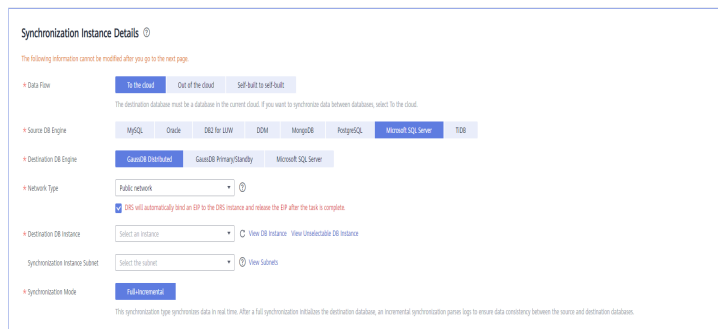 Synchronization Instance Details
The following information cannot be modified after you go to the next page.
* Data Flow To the cloud Out of the cloud Self-built to self-built
The destination database must be a database in the current cloud. If you want to synchronize data between databases, select To the cloud.
* Source DB Engine MySQL Oracle DB2 for LUW DDM MongoDB PostgreSQL Microsoft SQL Server TiDB
* Destination DB Engine GaussDB Distributed GaussDB Primary/Standby Microsoft SQL Server
* Network Type Public network
DRS will automatically bind an EIP to the DRS instance and release the EIP after the task is complete.
* Destination DB Instance Select an instance View DB Instance View Unselectable DB Instance
Synchronization Instance Subnet Select the subnet View Subnets
* Synchronization Mode Full+Incremental
This synchronization type synchronizes data in real time. After a full synchronization initializes the destination database, an incremental synchronization parses logs to ensure data consistency between the source and destination databases.